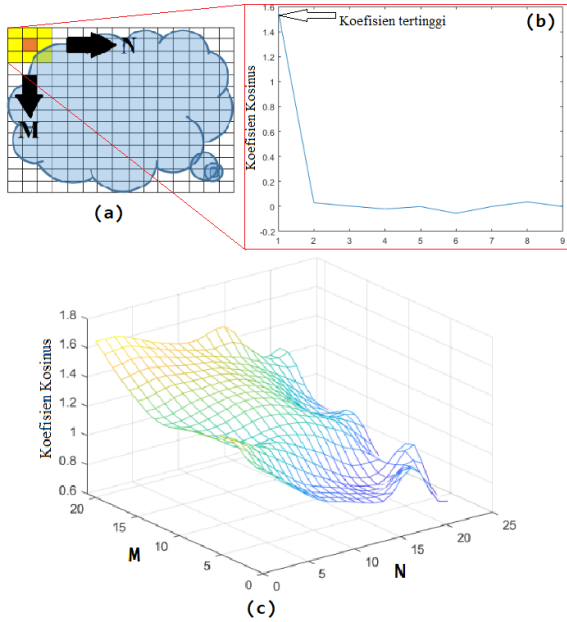 N
M
(a)
(b)
Koefisien tertinggi
Koefisien Kosinus
1.6
1.4
1.2
1
0.8
0.6
0.4
0.2
0
-0.2
1 2 3 4 5 6 7 8 9
Koefisien Kosinus
1.8
1.6
1.4
1.2
1
0.8
0.6
20
15
10
5
0
M
0
5
10
15
20
25
N
(c)